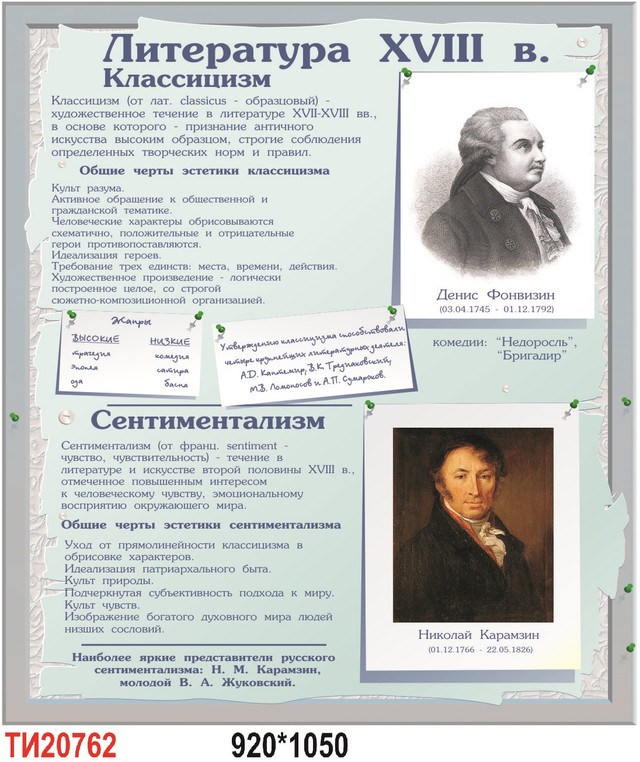 Литература XVIII в.
Классицизм
Классицизм (от лат. classicus - образцовый) -
художественное течение в литературе XVII-XVIII вв.,
в основе которого - признание античного
искусства высоким образцом, строгие соблюдения
определенных творческих норм и правил.
Общие черты эстетики классицизма
Культ разума.
Активное обращение к общественной и
гражданской тематике.
Человеческие характеры обрисовываются
схематично, положительные и отрицательные
герои противопоставляются.
Идеализация героев.
Требование трех единств: места, времени, действия.
Художественное произведение - логически
построенное целое, со строгой
сюжетно-композиционной организацией.
Денис Фонвизин
(03.04.1745 - 01.12.1792)
комедии: "Недоросль",
"Бригадир"
Жанры
ВЫСОКИЕ НИЗКИЕ
трагедия комедия
эпопея сатира
ода басня
Утверждению классицизма способствовали
четыре крупнейших литературных деятеля:
А.Д. Кантемир, В.К. Тредиаковский,
М.В. Ломоносов и А.П. Сумароков.
Сентиментализм
Сентиментализм (от франц. sentiment -
чувство, чувствительность) - течение в
литературе и искусстве второй половины XVIII в.,
отмеченное повышенным интересом
к человеческому чувству, эмоциональному
восприятию окружающего мира.
Общие черты эстетики сентиментализма
Уход от прямолинейности классицизма в
обрисовке характеров.
Идеализация патриархального быта.
Культ природы.
Подчеркнутая субъективность подхода к миру.
Культ чувств.
Изображение богатого духовного мира людей
низших сословий.
Наиболее яркие представители русского
сентиментализма: Н. М. Карамзин,
молодой В. А. Жуковский.
Николай Карамзин
(01.12.1766 - 22.05.1826)
ТИ20762 920*1050